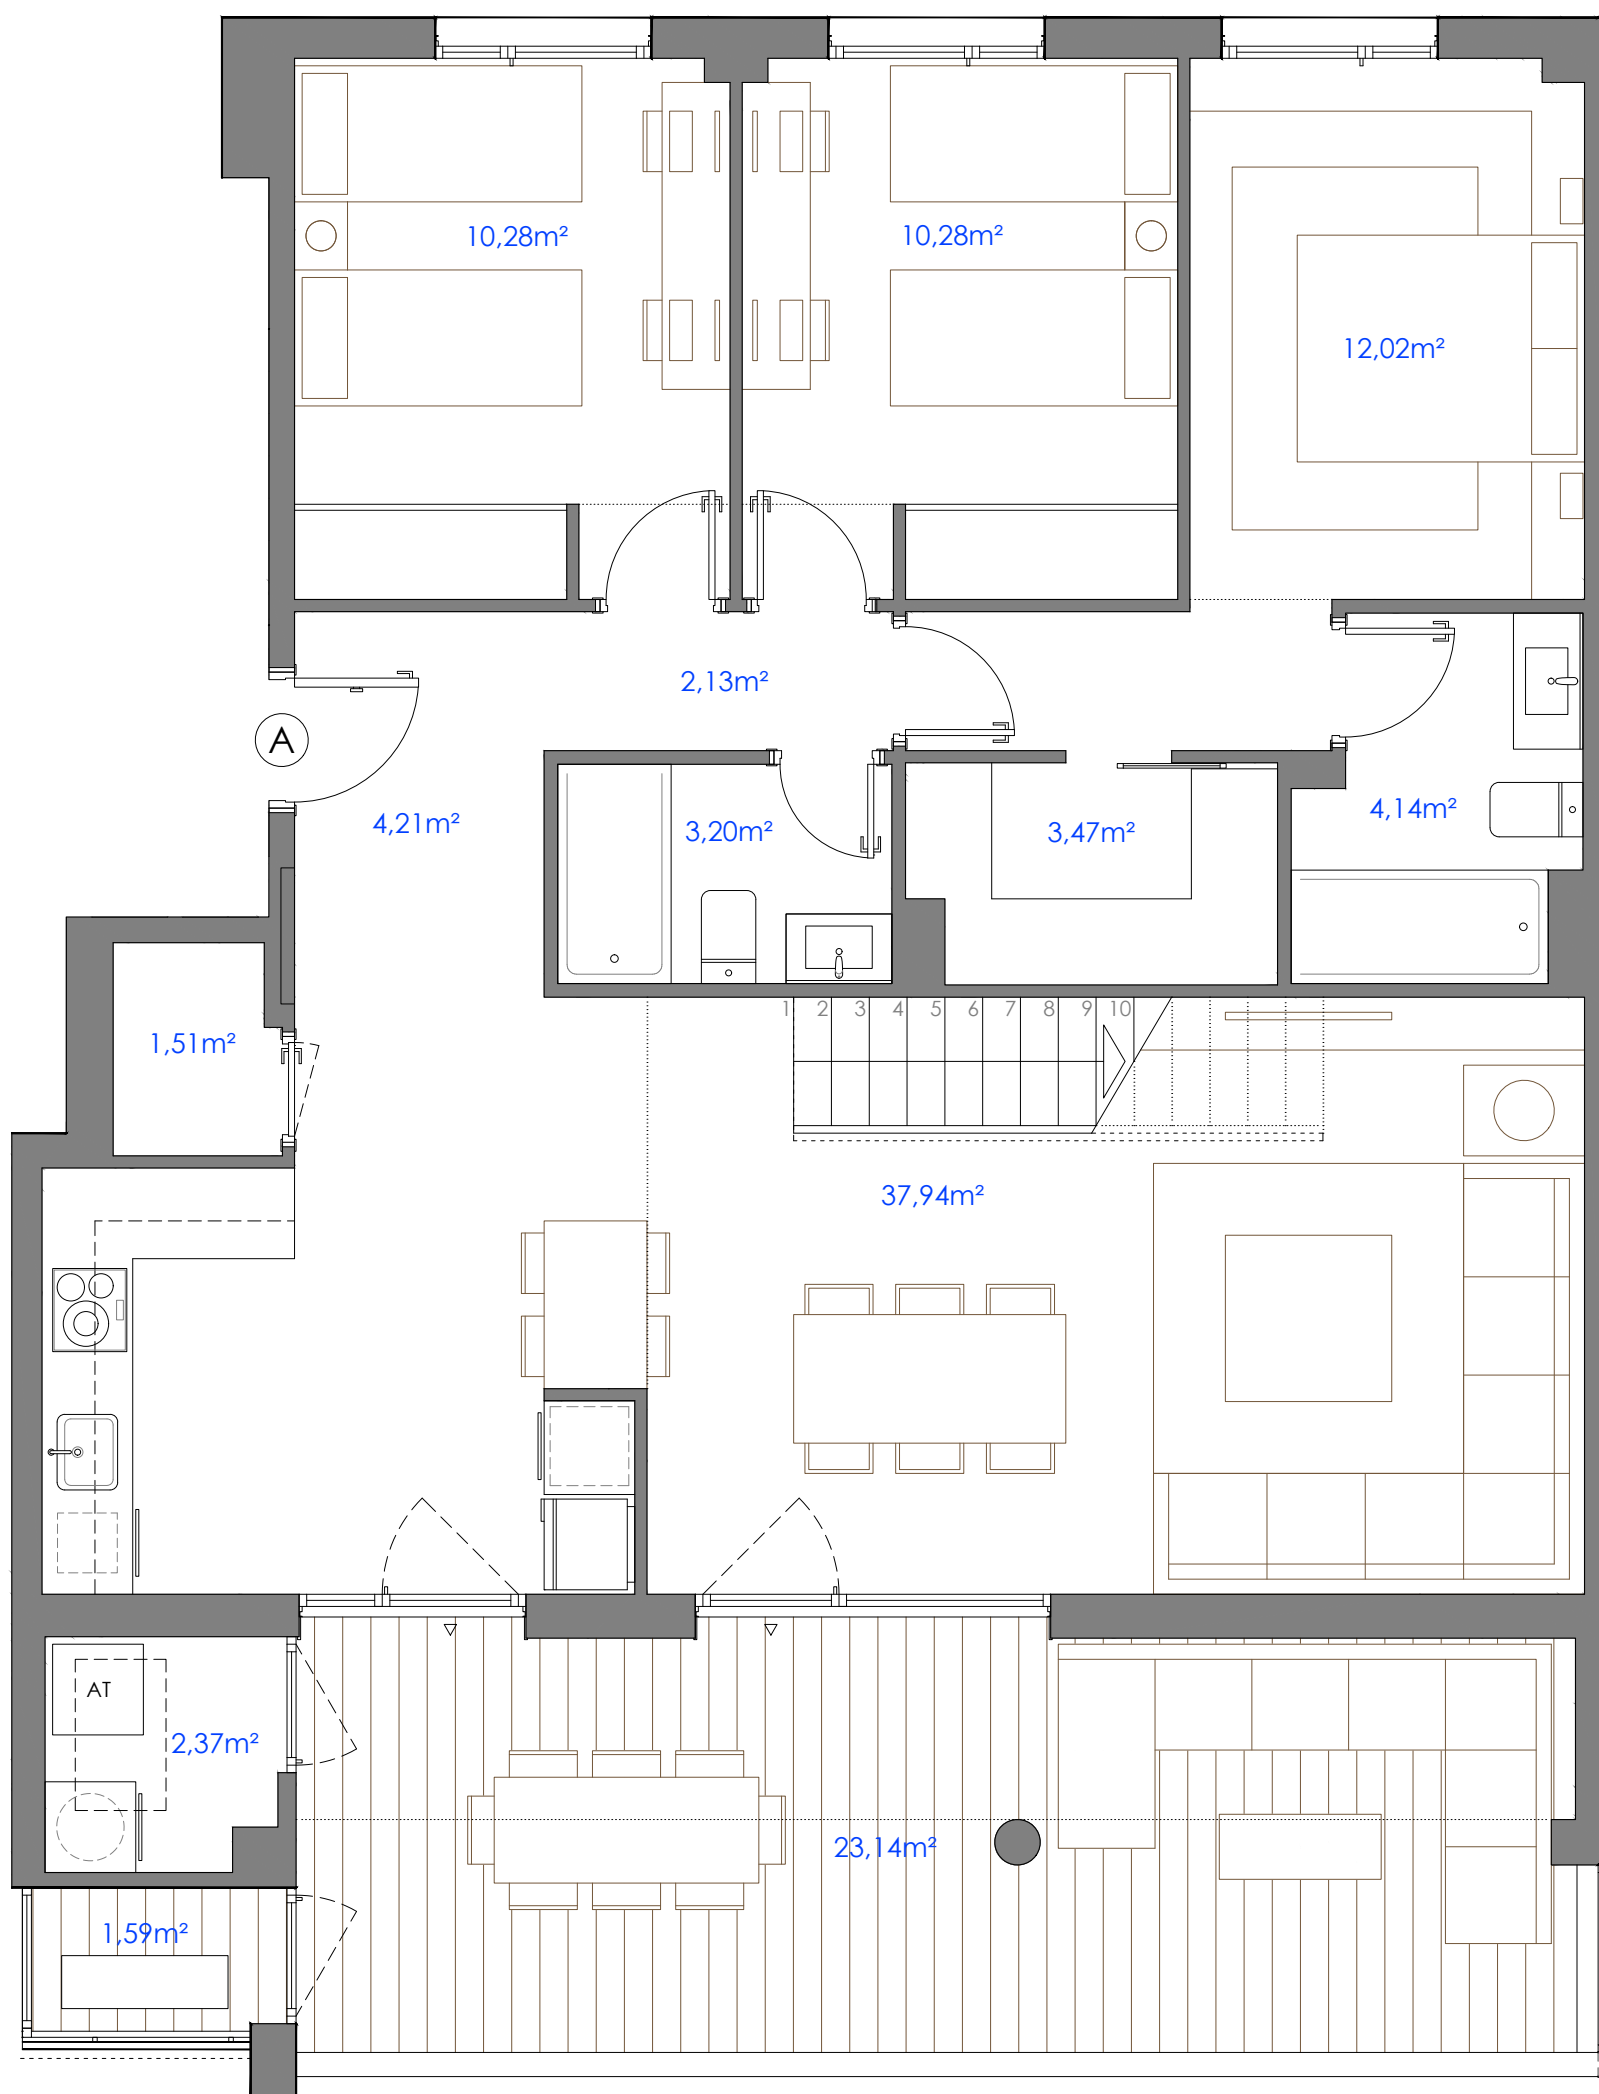 10,28m²
10,28m²
12,02m²
2,13m²
A
4,21m²
3,20m²
3,47m²
4,14m²
1,51m²
1 2 3 4 5 6 7 8 9 10
37,94m²
AT
2,37m²
23,14m²
1,59m²